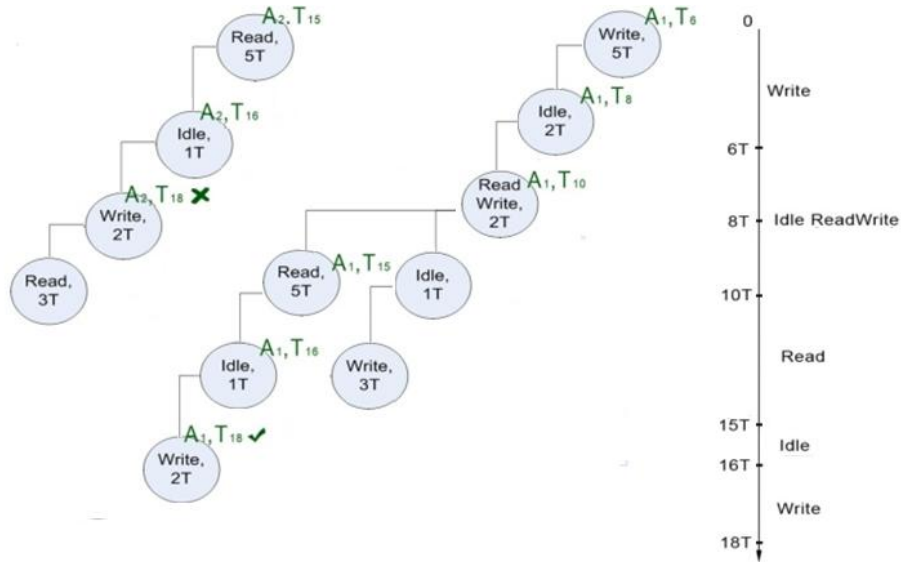 A₂,T₁₅
Read,
5T
A₂,T₁₆
Idle,
1T
A₂,T₁₈ ✖
Write,
2T
Read,
3T
A₁,T₆
Write,
5T
A₁,T₈
Idle,
2T
A₁,T₁₀
Read
Write,
2T
A₁,T₁₅
Read,
5T
Idle,
1T
A₁,T₁₆
Idle,
1T
Write,
3T
A₁,T₁₈ ✔
Write,
2T
0
Write
6T
8T Idle ReadWrite
10T
Read
15T
Idle
16T
Write
18T